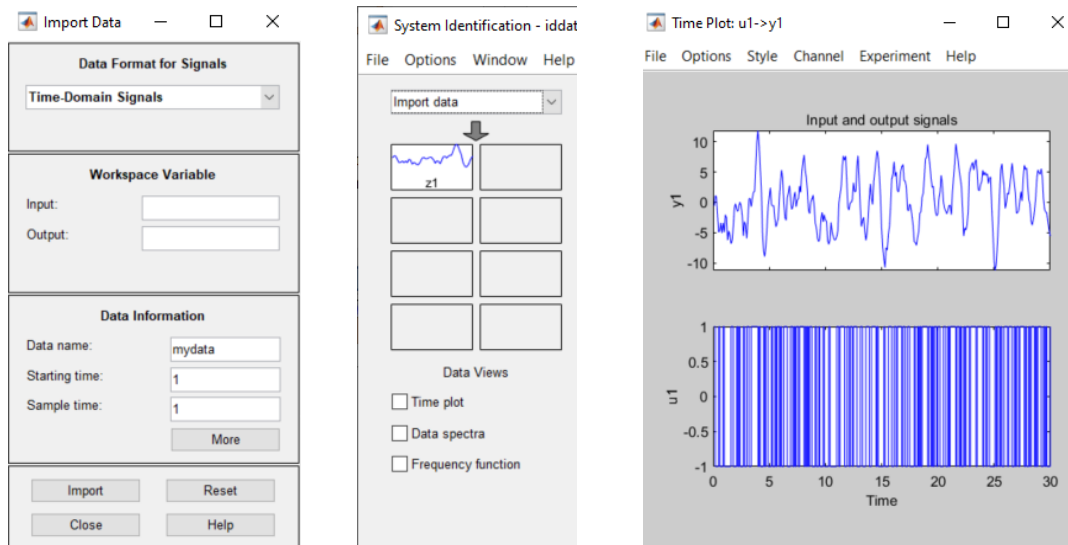 Import Data
Data Format for Signals
Time-Domain Signals
Workspace Variable
Input:
Output:
Data Information
Data name: mydata
Starting time: 1
Sample time: 1
More
Import Reset
Close Help
System Identification - iddat
File Options Window Help
Import data
z1
Data Views
Time plot
Data spectra
Frequency function
Time Plot: u1->y1
File Options Style Channel Experiment Help
Input and output signals
10
5
0
-5
-10
y1
1
0.5
0
-0.5
-1
u1
0 5 10 15 20 25 30
Time